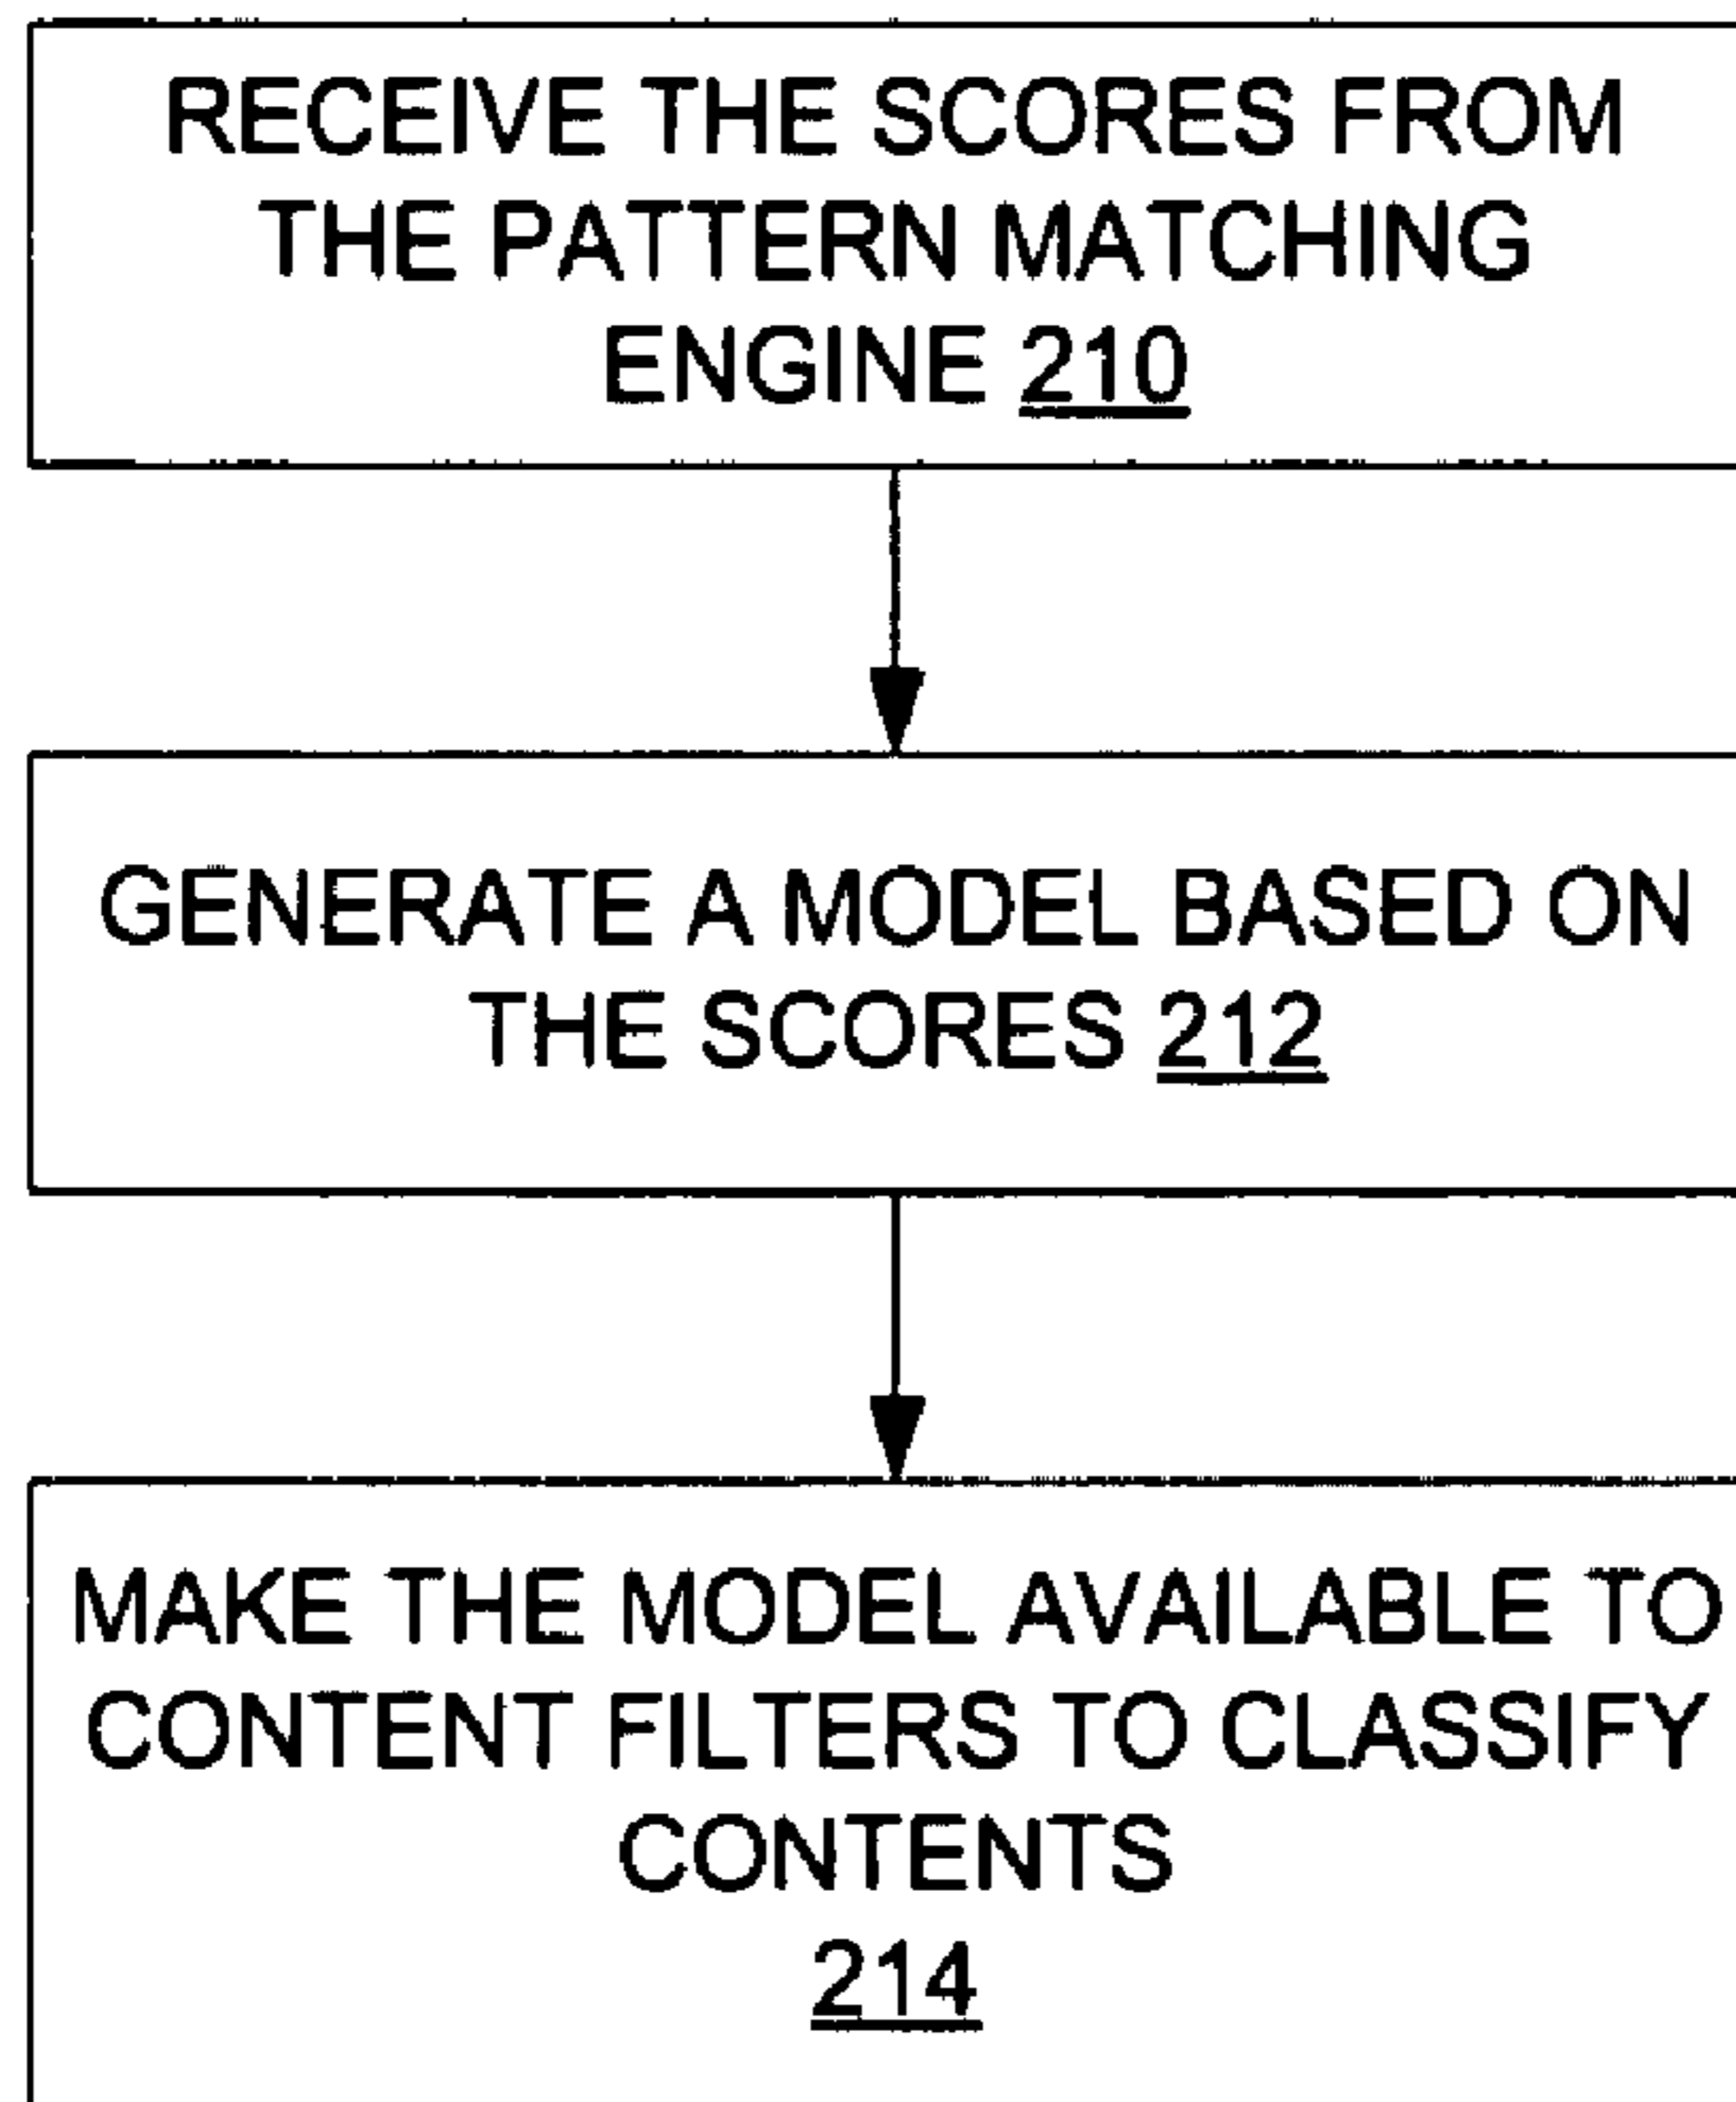 RECEIVE THE SCORES FROM
THE PATTERN MATCHING
ENGINE 210
GENERATE A MODEL BASED ON
THE SCORES 212
MAKE THE MODEL AVAILABLE TO
CONTENT FILTERS TO CLASSIFY
CONTENTS
214